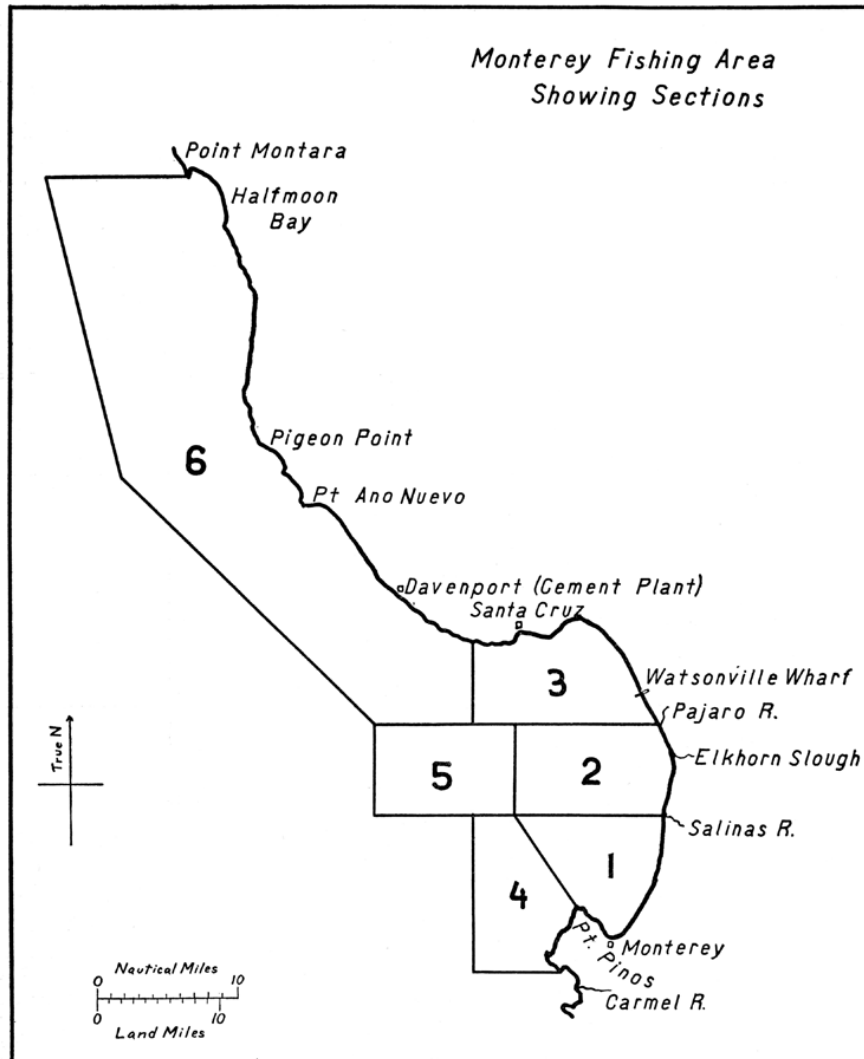 Monterey Fishing Area
Showing Sections
Point Montara
Halfmoon
Bay
Pigeon Point
6
Pt Ano Nuevo
Davenport (Cement Plant)
Santa Cruz
3
Watsonville Wharf
Pajaro R.
True N
5
2
Elkhorn Slough
Salinas R.
1
4
Pt. Pinos
Monterey
Carmel R.
Nautical Miles
0 10
0 10
Land Miles